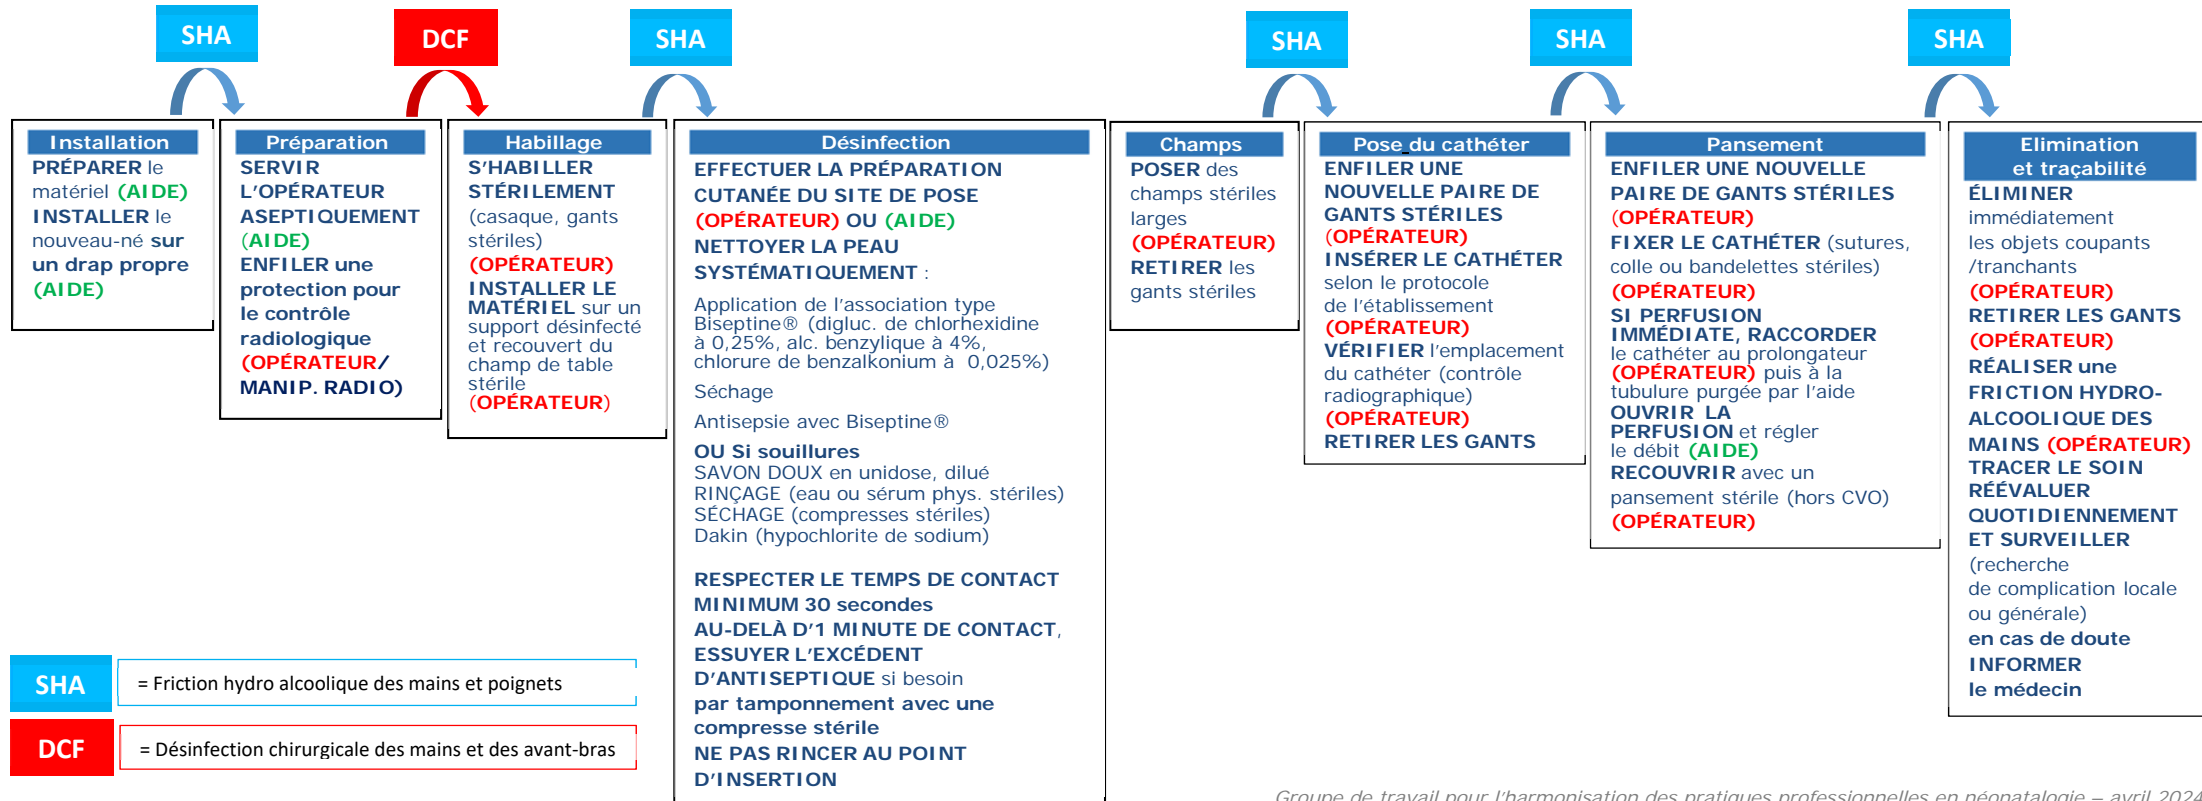 SHA
DCF
SHA
SHA
SHA
SHA
Installation
PRÉPARER le
matériel (AIDE)
INSTALLER le
nouveau-né sur
un drap propre
(AIDE)
Préparation
SERVIR
L'OPÉRATEUR
ASEPTIQUEMENT
(AIDE)
ENFILER une
protection pour
le contrôle
radiologique
(OPÉRATEUR/
MANIP. RADIO)
Habillage
S'HABILLER
STÉRILEMENT
(casaque, gants
stériles)
(OPÉRATEUR)
INSTALLER LE
MATÉRIEL sur un
support désinfecté
et recouvert du
champ de table
stérile
(OPÉRATEUR)
Désinfection
EFFECTUER LA PRÉPARATION
CUTANÉE DU SITE DE POSE
(OPÉRATEUR) OU (AIDE)
NETTOYER LA PEAU
SYSTÉMATIQUEMENT :
Application de l'association type
Biseptine® (digluc. de chlorhexidine
à 0,25%, alc. benzylique à 4%,
chlorure de benzalkonium à 0,025%)
Séchage
Antisepsie avec Biseptine®
OU Si souillures
SAVON DOUX en unidose, dilué
RINÇAGE (eau ou sérum phys. stériles)
SÉCHAGE (compresses stériles)
Dakin (hypochlorite de sodium)
RESPECTER LE TEMPS DE CONTACT
MINIMUM 30 secondes
AU-DELÀ D'1 MINUTE DE CONTACT,
ESSUYER L'EXCÉDENT
D'ANTISEPTIQUE si besoin
par tamponnement avec une
compresse stérile
NE PAS RINCER AU POINT
D'INSERTION
Champs
POSER des
champs stériles
larges
(OPÉRATEUR)
RETIRER les
gants stériles
Pose du cathéter
ENFILER UNE
NOUVELLE PAIRE DE
GANTS STÉRILES
(OPÉRATEUR)
INSÉRER LE CATHÉTER
selon le protocole
de l'établissement
(OPÉRATEUR)
VÉRIFIER l'emplacement
du cathéter (contrôle
radiographique)
(OPÉRATEUR)
RETIRER LES GANTS
Pansement
ENFILER UNE NOUVELLE
PAIRE DE GANTS STÉRILES
(OPÉRATEUR)
FIXER LE CATHÉTER (sutures,
colle ou bandelettes stériles)
(OPÉRATEUR)
SI PERFUSION
IMMÉDIATE, RACCORDER
le cathéter au prolongateur
(OPÉRATEUR) puis à la
tubulure purgée par l'aide
OUVRIR LA
PERFUSION et régler
le débit (AIDE)
RECOUVRIR avec un
pansement stérile (hors CVO)
(OPÉRATEUR)
Elimination
et traçabilité
ÉLIMINER
immédiatement
les objets coupants
/tranchants
(OPÉRATEUR)
RETIRER LES GANTS
(OPÉRATEUR)
RÉALISER une
FRICTION HYDRO-
ALCOOLIQUE DES
MAINS (OPÉRATEUR)
TRACER LE SOIN
RÉÉVALUER
QUOTIDIENNEMENT
ET SURVEILLER
(recherche
de complication locale
ou générale)
en cas de doute
INFORMER
le médecin
SHA
= Friction hydro alcoolique des mains et poignets
DCF
= Désinfection chirurgicale des mains et des avant-bras
Groupe de travail pour l'harmonisation des pratiques professionnelles en néonatalogie – avril 2024